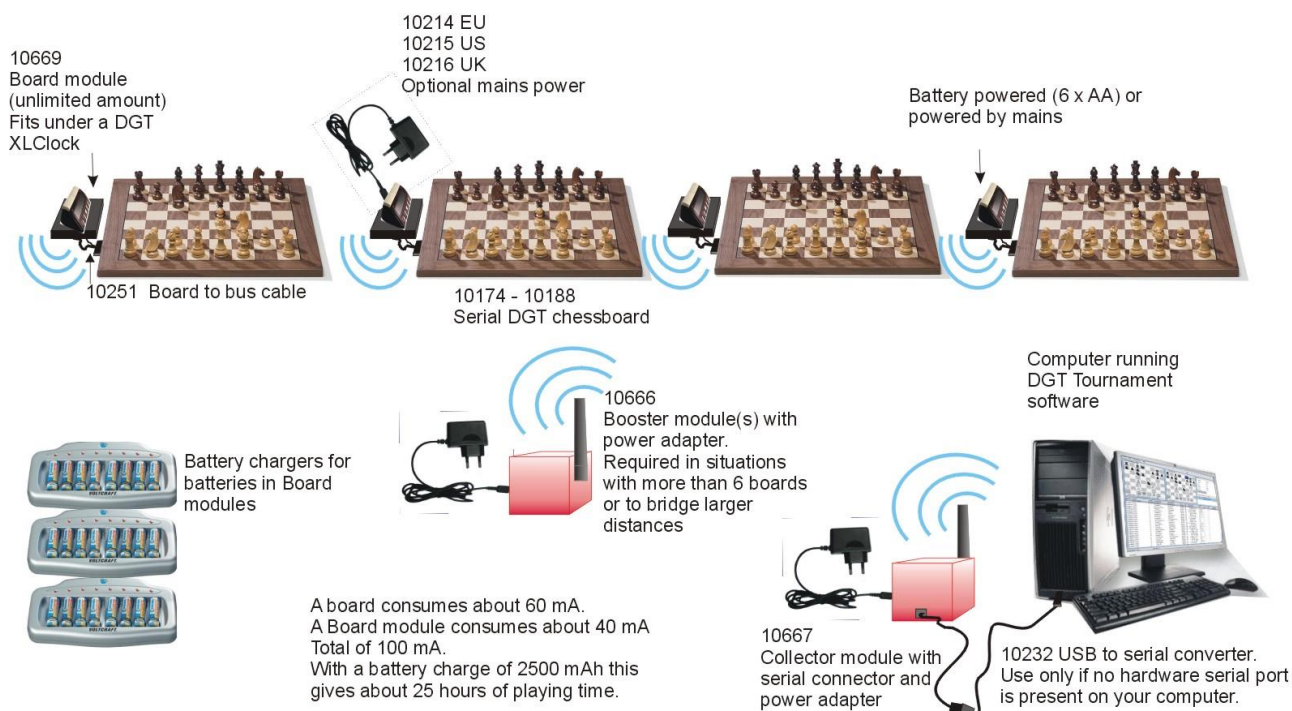 10214 EU
10215 US
10216 UK
Optional mains power
10669
Board module
(unlimited amount)
Fits under a DGT
XLClock
Battery powered (6 x AA) or
powered by mains
10251  Board to bus cable
10174 - 10188
Serial DGT chessboard
Computer running
DGT Tournament
software
10666
Booster module(s) with
power adapter.
Required in situations
with more than 6 boards
or to bridge larger
distances
Battery chargers for
batteries in Board
modules
VOLTCRAFT
VOLTCRAFT
VOLTCRAFT
A board consumes about 60 mA.
A Board module consumes about 40 mA
Total of 100 mA.
With a battery charge of 2500 mAh this
gives about 25 hours of playing time.
10667
Collector module with
serial connector and
power adapter
10232 USB to serial converter.
Use only if no hardware serial port
is present on your computer.